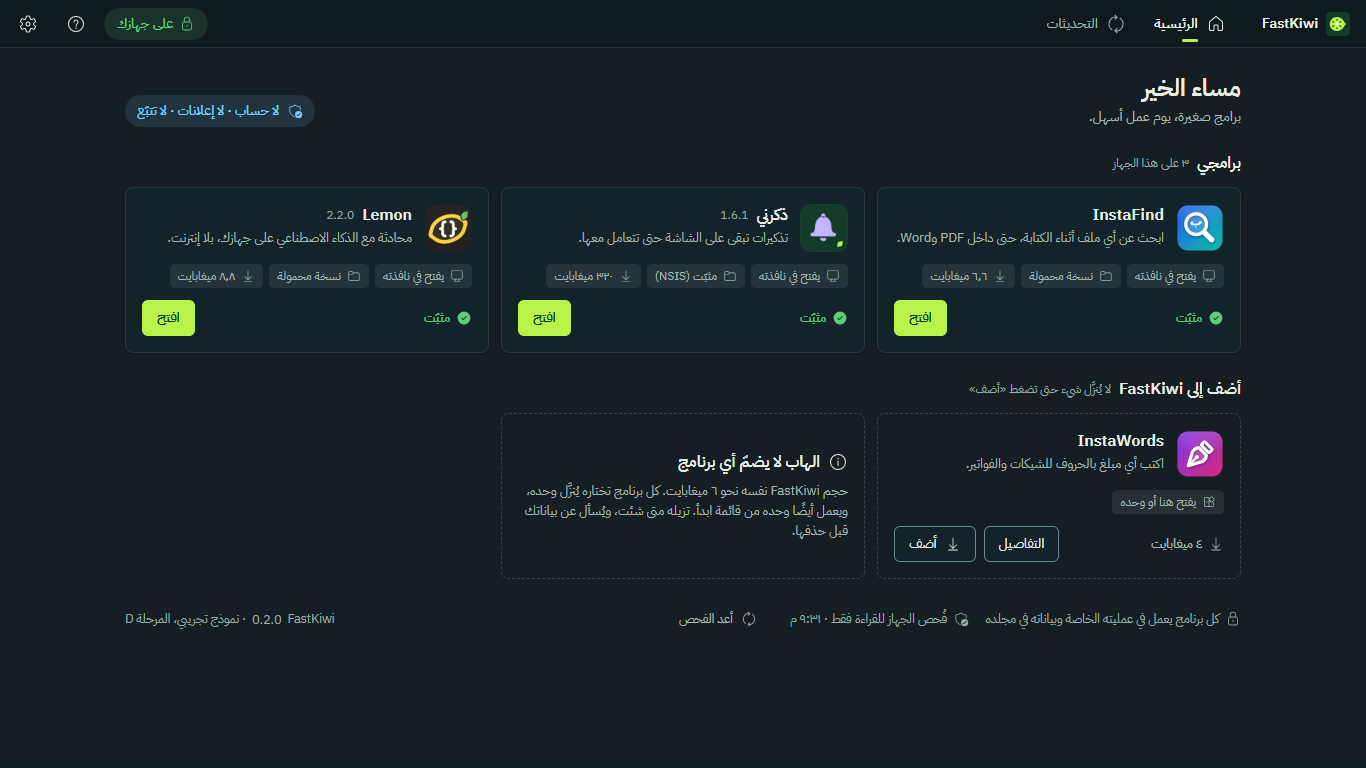 FastKiwi
الرئيسية
التحديثات
على جهازك
مساء الخير
برامج صغيرة، يوم عمل أسهل.
لا حساب · لا إعلانات · لا تتبّع
برامجي ٣ على هذا الجهاز
InstaFind
ابحث عن أي ملف أثناء الكتابة، حتى داخل PDF وWord.
يفتح في نافذته
نسخة محمولة
٦٫٦ ميغابايت
مثبّت
افتح
ذكرني 1.6.1
تذكيرات تبقى على الشاشة حتى تتعامل معها.
يفتح في نافذته
مثبّت (NSIS)
٣٢٠ ميغابايت
مثبّت
افتح
Lemon 2.2.0
محادثة مع الذكاء الاصطناعي على جهازك، بلا إنترنت.
يفتح في نافذته
نسخة محمولة
٨٫٨ ميغابايت
مثبّت
افتح
أضف إلى FastKiwi لا يُنزَّل شيء حتى تضغط «أضف»
InstaWords
اكتب أي مبلغ بالحروف للشيكات والفواتير.
يفتح هنا أو وحده
٤ ميغابايت
التفاصيل
أضف
الهاب لا يضمّ أي برنامج
حجم FastKiwi نفسه نحو ٦ ميغابايت. كل برنامج تختاره يُنزَّل وحده،
ويعمل أيضًا وحده من قائمة ابدأ. تزيله متى شئت، ويُسأل عن بياناتك
قبل حذفها.
كل برنامج يعمل في عمليته الخاصة وبياناته في مجلده
فُحص الجهاز للقراءة فقط · ٩:٣١ م
أعد الفحص
FastKiwi 0.2.0 · نموذج تجريبي، المرحلة D